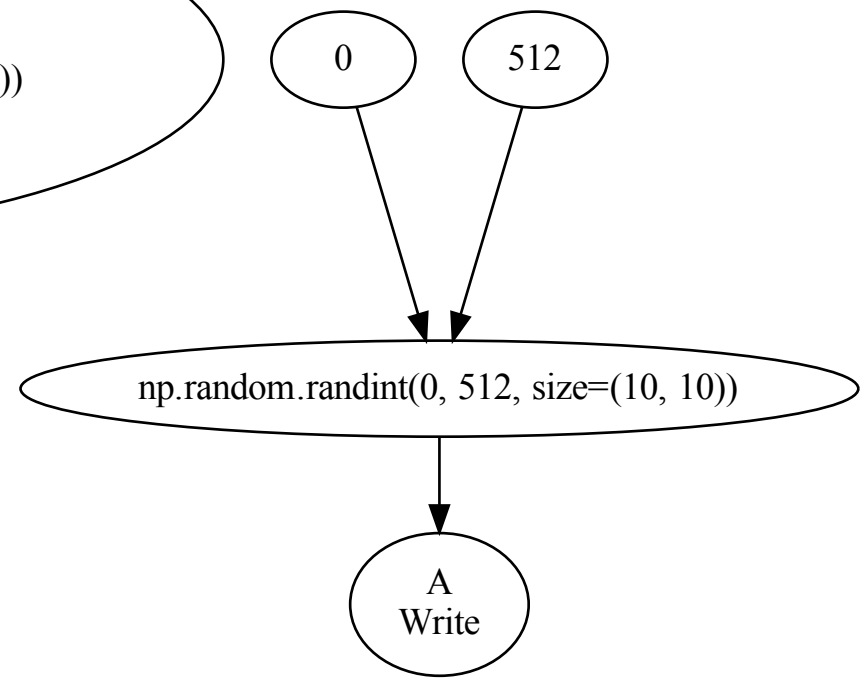 0
512
))
np.random.randint(0, 512, size=(10, 10))
A
Write